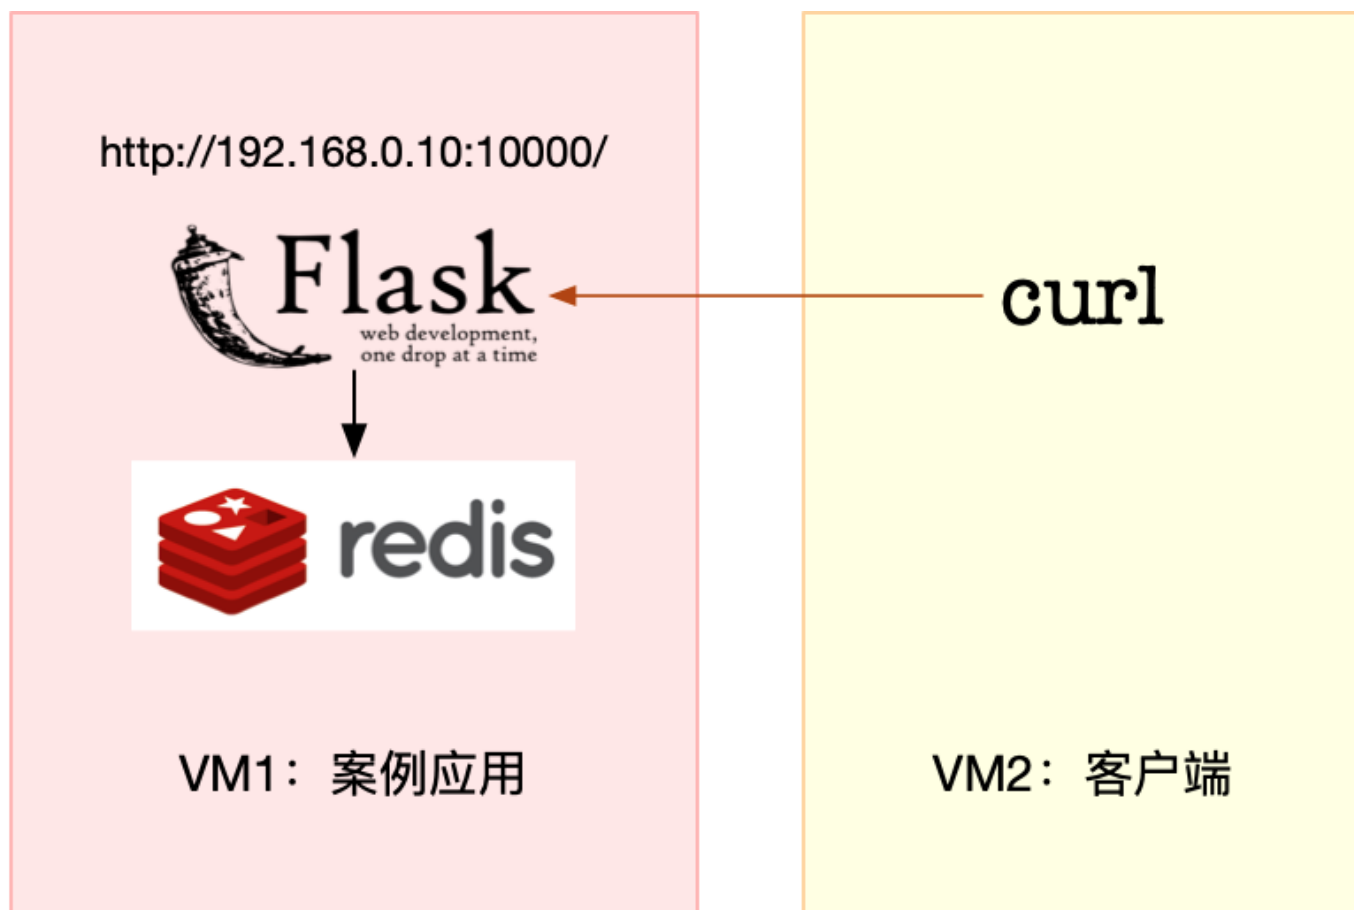 http://192.168.0.10:10000/
Flask
web development,
one drop at a time
curl
redis
VM1：案例应用
VM2：客户端